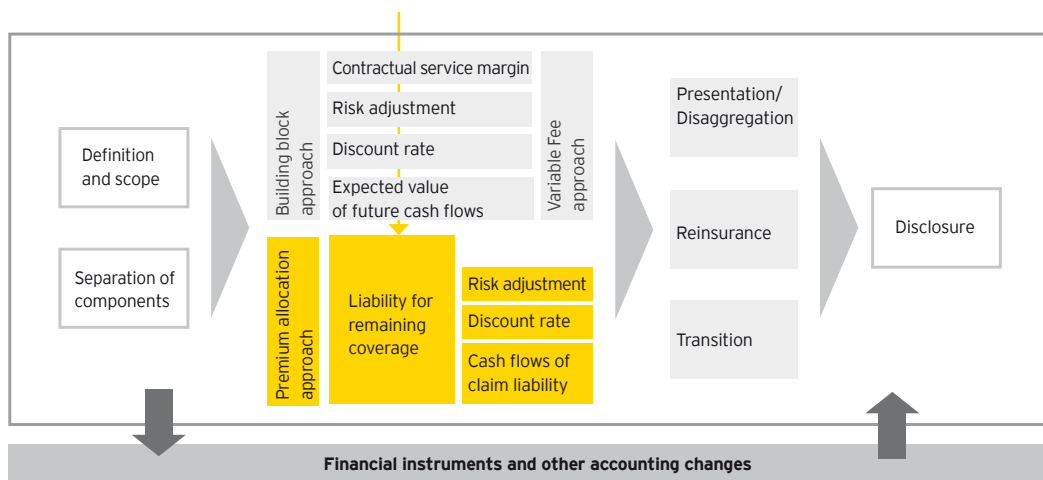 Definition
and scope
Separation of
components
Building block
approach
Contractual service margin
Risk adjustment
Discount rate
Expected value
of future cash flows
Variable Fee
approach
Premium allocation
approach
Liability for
remaining
coverage
Risk adjustment
Discount rate
Cash flows of
claim liability
Presentation/
Disaggregation
Reinsurance
Transition
Disclosure
Financial instruments and other accounting changes